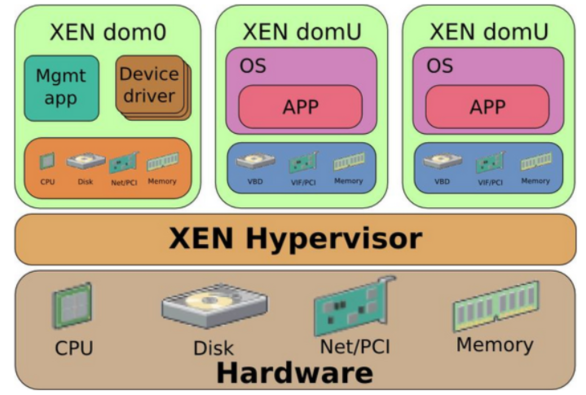 XEN dom0
Mgmt
app
Device
driver
CPU
Disk
Net/PCI
Memory
XEN domU
OS
APP
VBD
VIF/PCI
Memory
XEN domU
OS
APP
VBD
VIF/PCI
Memory
XEN Hypervisor
CPU
Disk
Net/PCI
Memory
Hardware